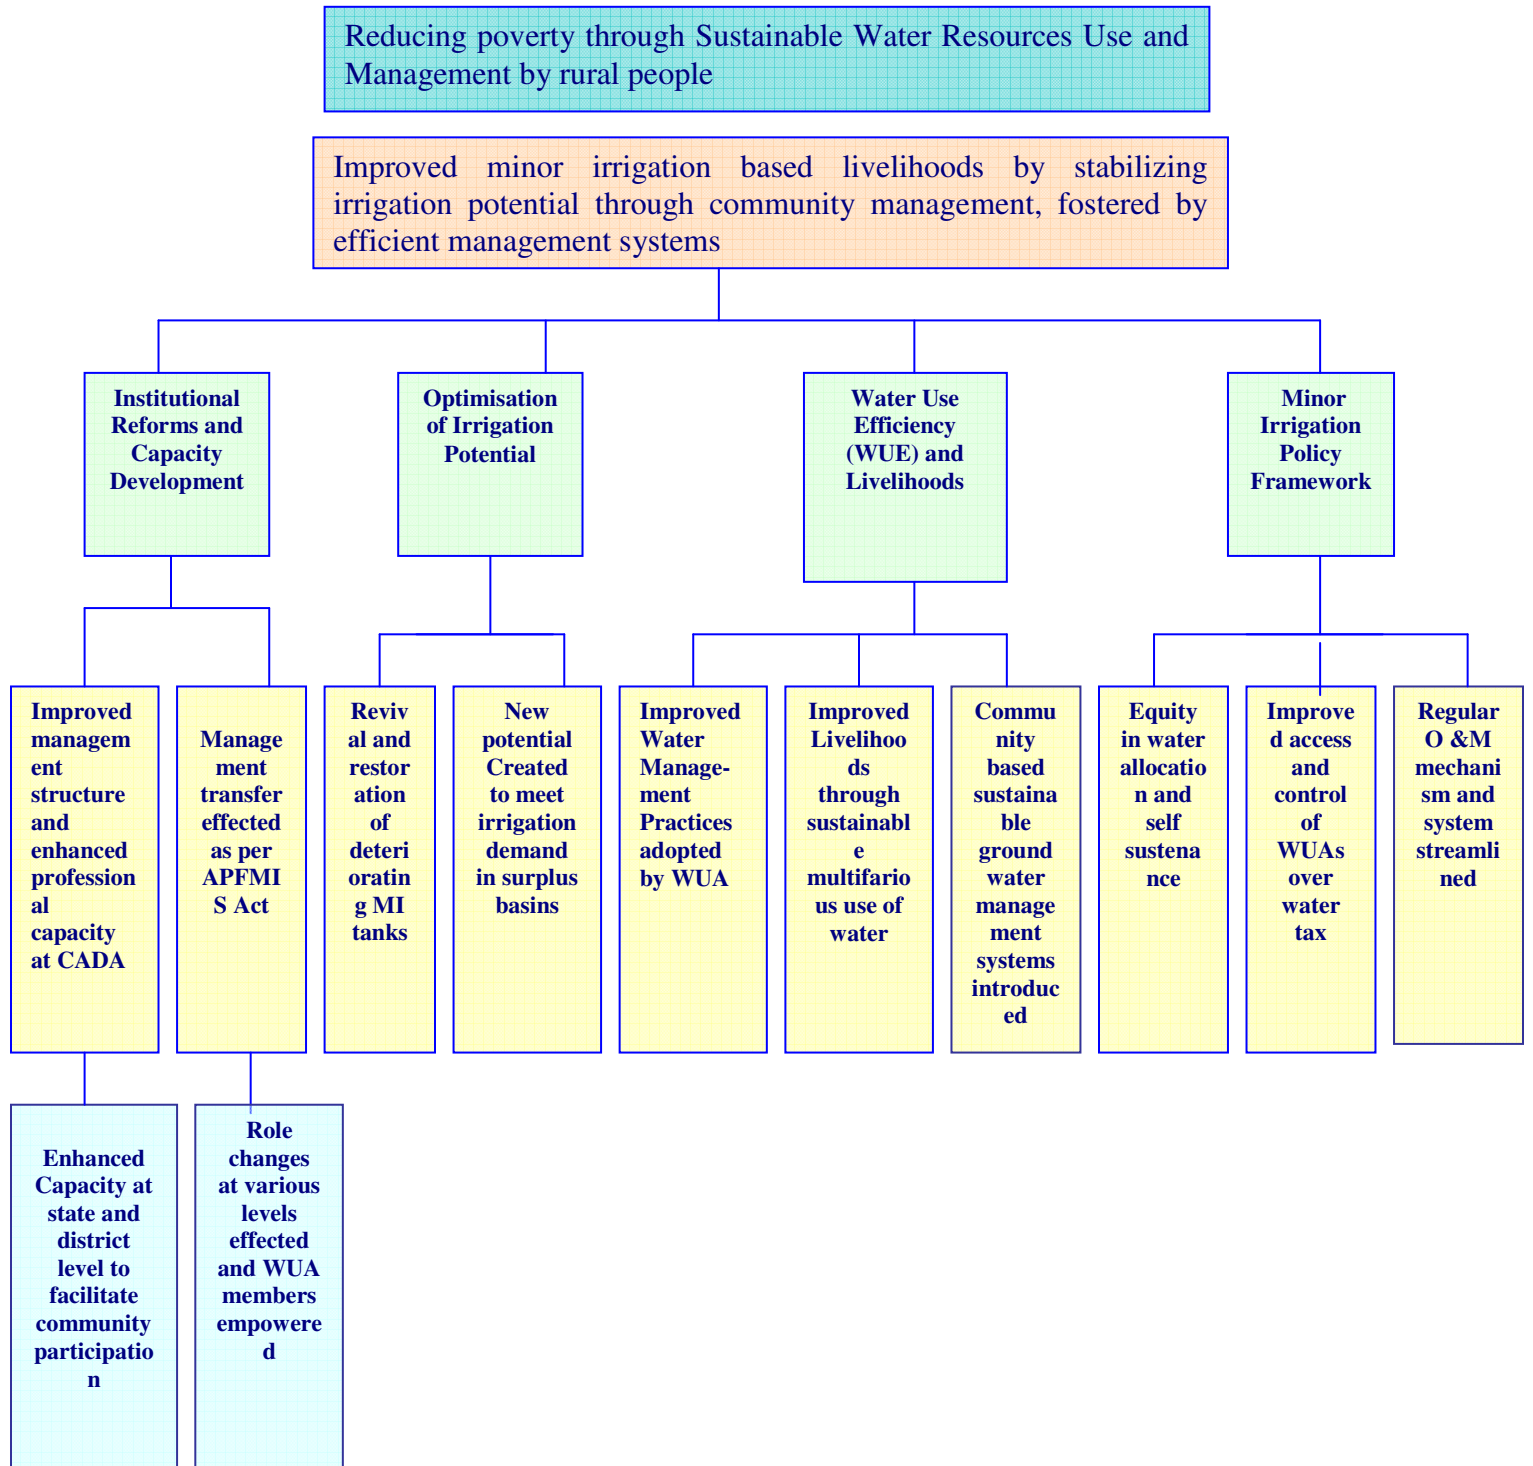 Reducing poverty through Sustainable Water Resources Use and
Management by rural people
Improved minor irrigation based livelihoods by stabilizing
irrigation potential through community management, fostered by
efficient management systems
Institutional
Reforms and
Capacity
Development
Optimisation
of Irrigation
Potential
Water Use
Efficiency
(WUE) and
Livelihoods
Minor
Irrigation
Policy
Framework
Improved
managem
ent
structure
and
enhanced
profession
al
capacity
at CADA
Manage
ment
transfer
effected
as per
APFMI
S Act
Reviv
al and
restor
ation
of
deteri
oratin
g MI
tanks
New
potential
Created
to meet
irrigation
demand
in surplus
basins
Improved
Water
Manage-
ment
Practices
adopted
by WUA
Improved
Livelihoo
ds
through
sustainabl
e
multifario
us use of
water
Commu
nity
based
sustaina
ble
ground
water
manage
ment
systems
introduc
ed
Equity
in water
allocatio
n and
self
sustena
nce
Improve
d access
and
control
of
WUAs
over
water
tax
Regular
O &M
mechani
sm and
system
streamli
ned
Enhanced
Capacity at
state and
district
level to
facilitate
community
participatio
n
Role
changes
at various
levels
effected
and WUA
members
empowere
d